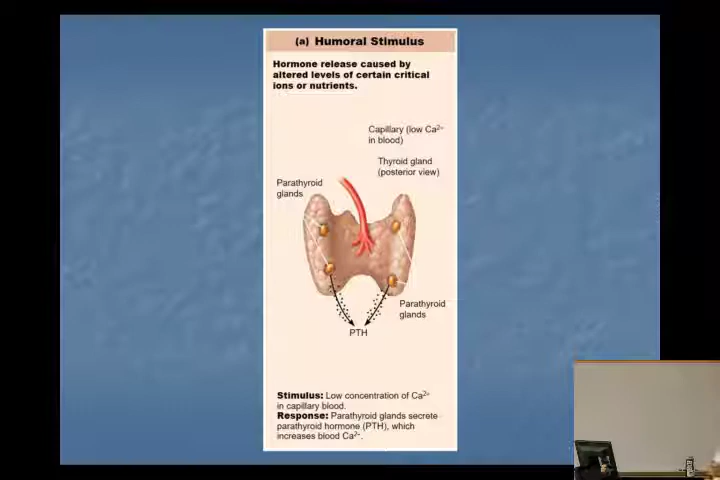 (a) Humoral Stimulus
Hormone release caused by
altered levels of certain critical
ions or nutrients.
Capillary (low Ca²⁺
in blood)
Thyroid gland
(posterior view)
Parathyroid
glands
Parathyroid
glands
PTH
Stimulus: Low concentration of Ca²⁺
in capillary blood.
Response: Parathyroid glands secrete
parathyroid hormone (PTH), which
increases blood Ca²⁺.